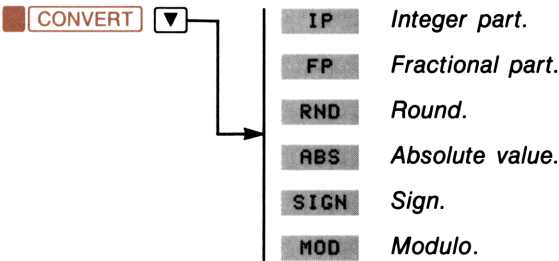 CONVERT ▼ IP Integer part.
FP Fractional part.
RND Round.
ABS Absolute value.
SIGN Sign.
MOD Modulo.